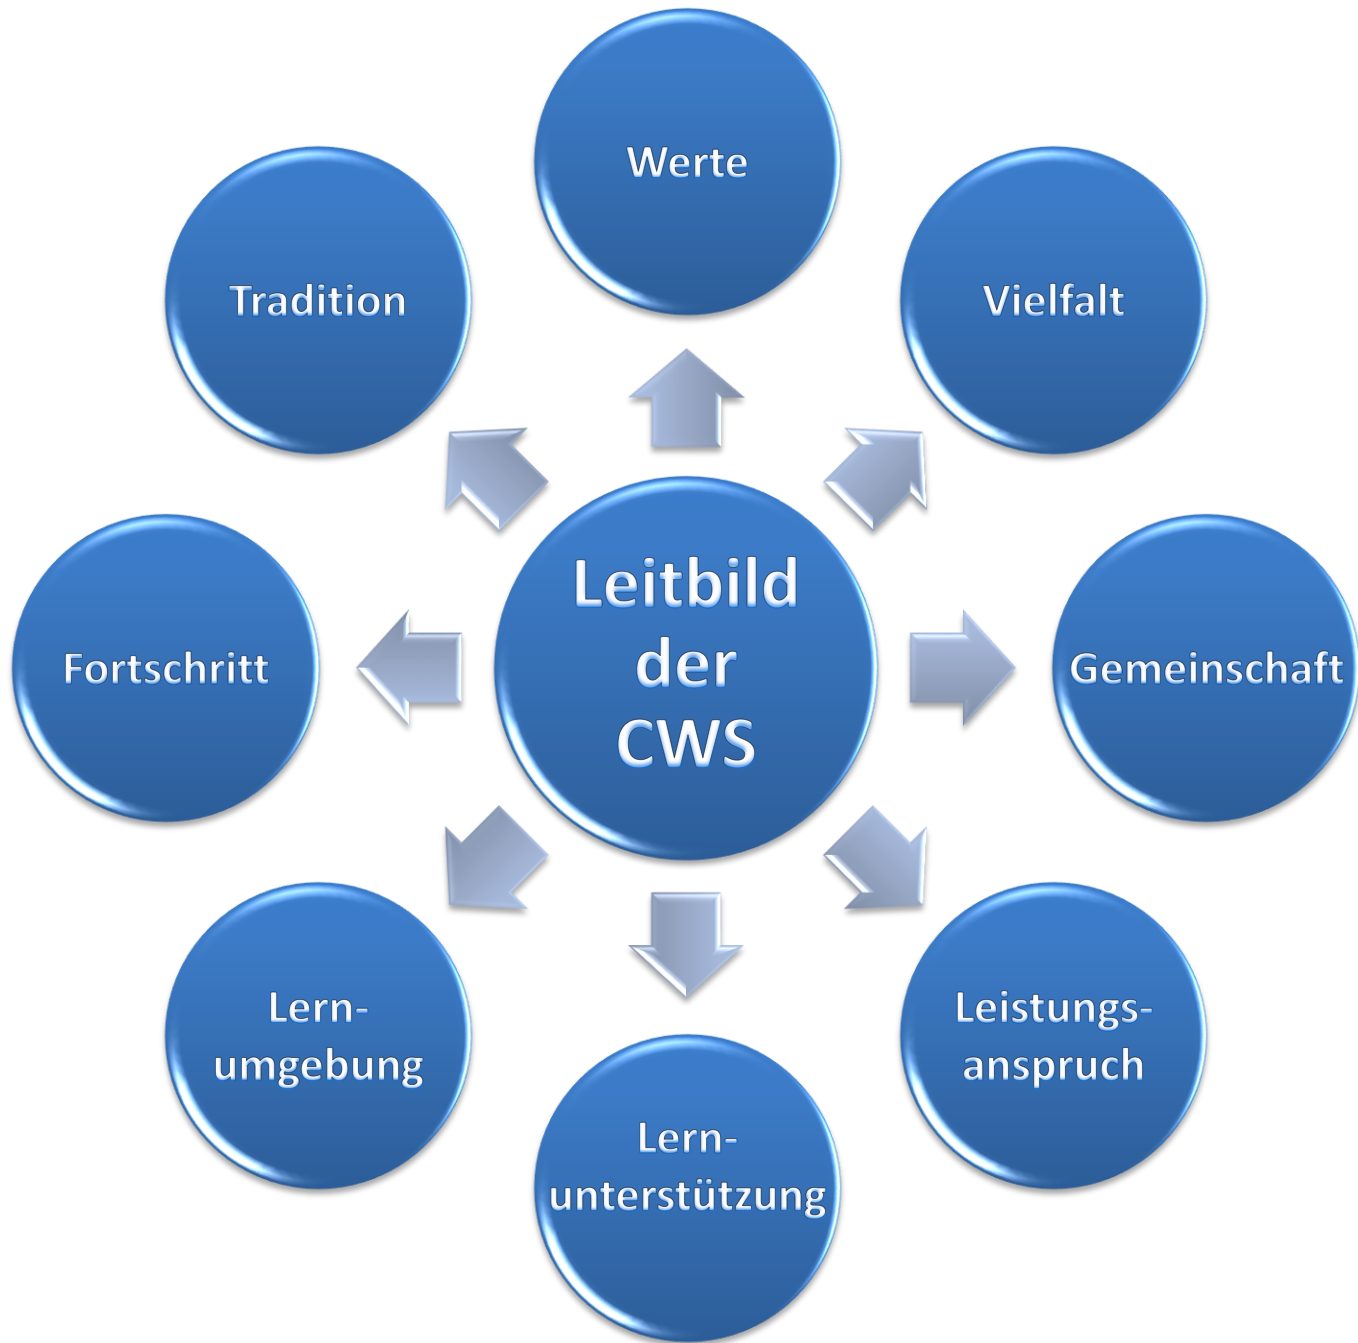 Werte
Tradition
Vielfalt
Leitbild
der
CWS
Fortschritt
Gemeinschaft
Lern-
umgebung
Leistungs-
anspruch
Lern-
unterstützung